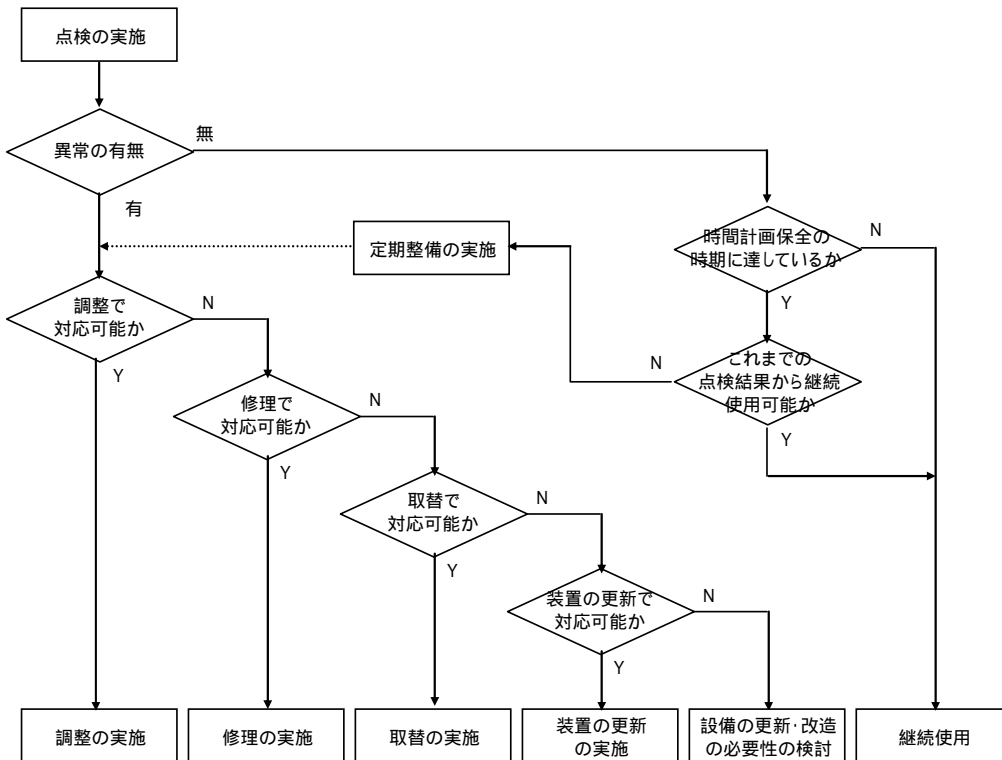 点検の実施
異常の有無
無
有
定期整備の実施
時間計画保全の
時期に達しているか
N
Y
調整で
対応可能か
N
Y
これまでの
点検結果から継続
使用可能か
N
Y
修理で
対応可能か
N
Y
取替で
対応可能か
N
Y
装置の更新で
対応可能か
N
Y
調整の実施
修理の実施
取替の実施
装置の更新
の実施
設備の更新・改造
の必要性の検討
継続使用